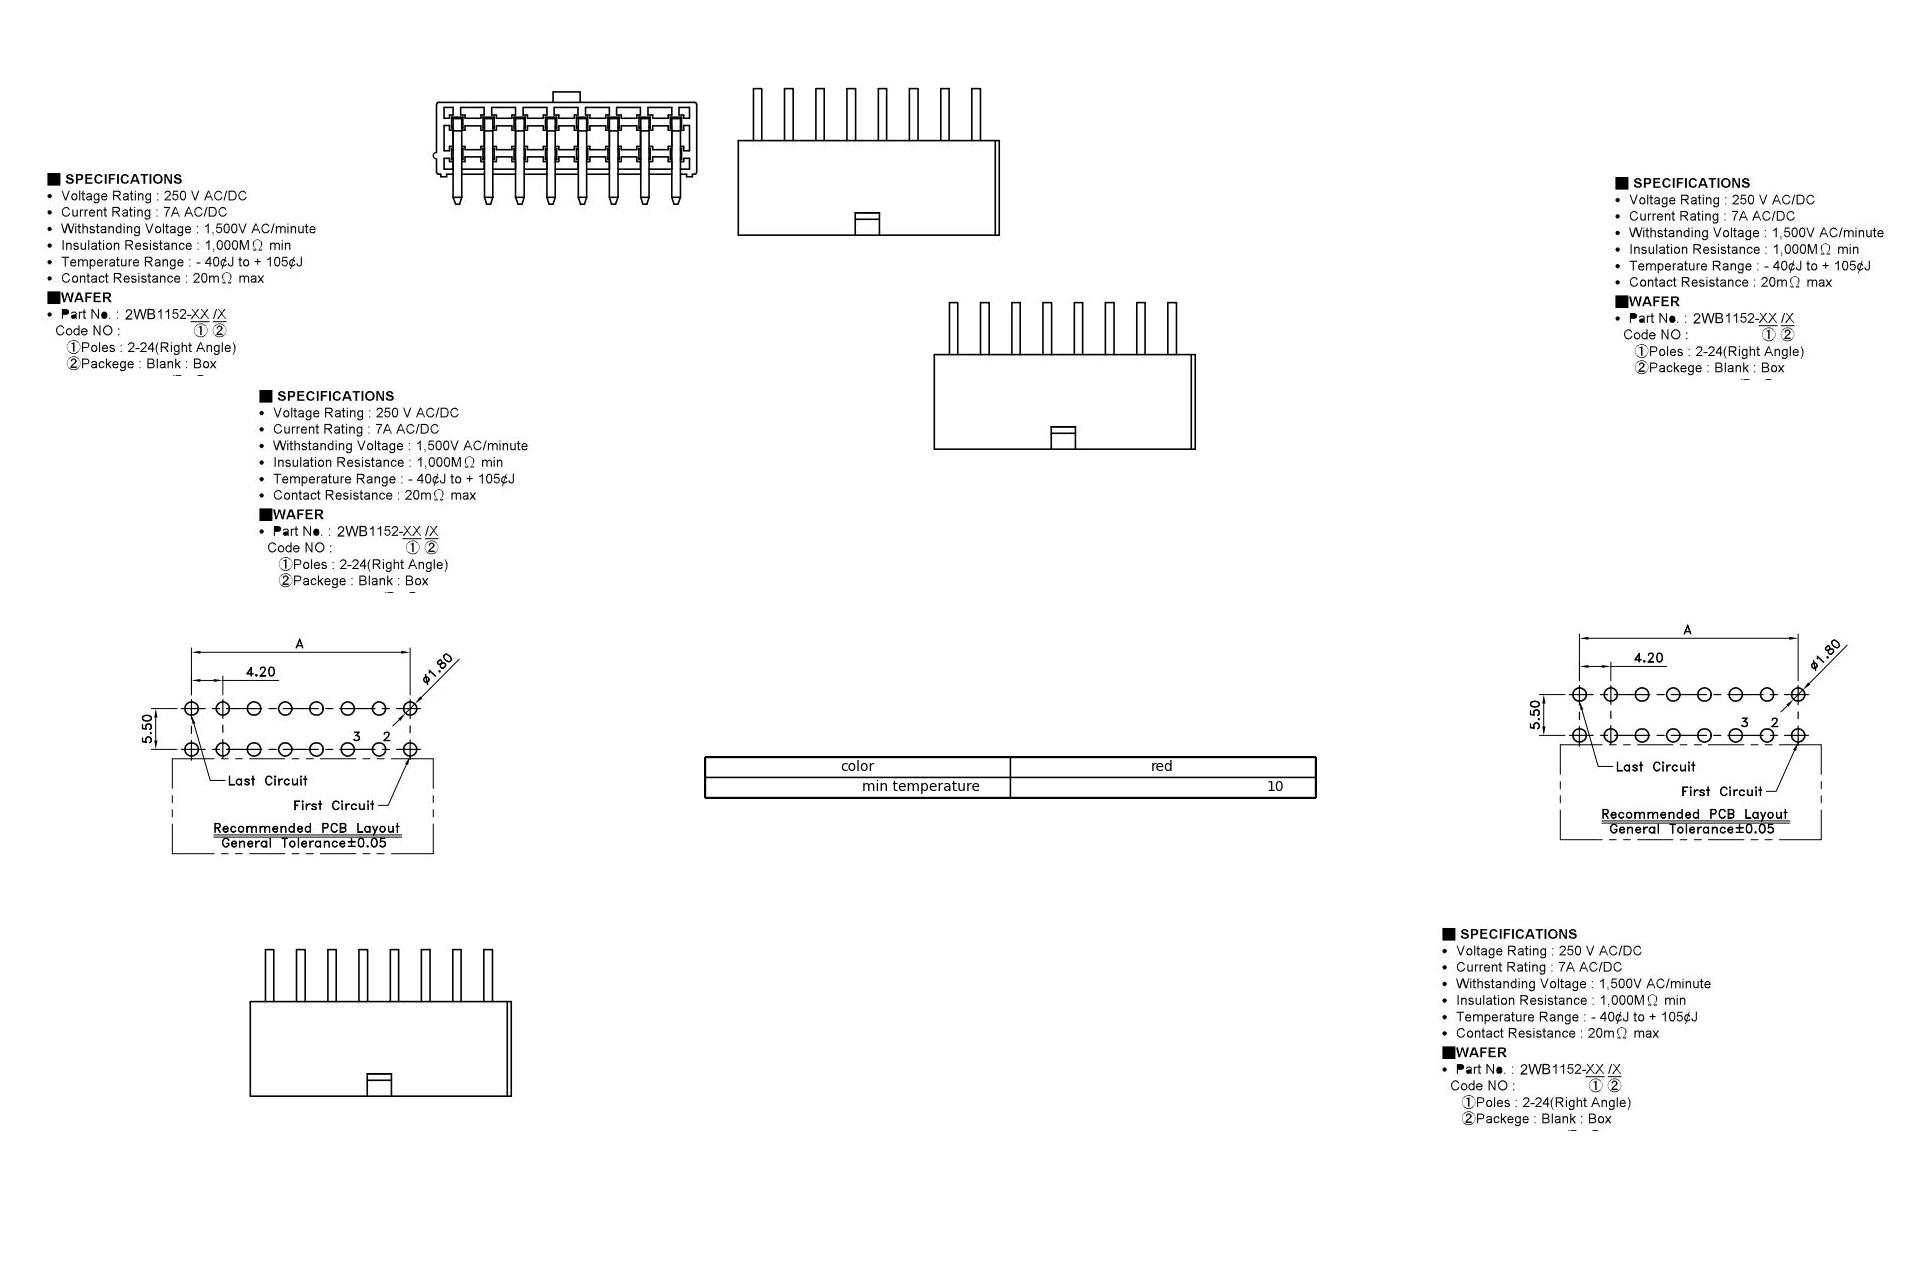 ■ SPECIFICATIONS
• Voltage Rating : 250 V AC/DC
• Current Rating : 7A AC/DC
• Withstanding Voltage : 1,500V AC/minute
• Insulation Resistance : 1,000MΩ min
• Temperature Range : - 40¢J to + 105¢J
• Contact Resistance : 20mΩ max
■WAFER
• Part No. : 2WB1152-XX /X
Code NO : ① ②
①Poles : 2-24(Right Angle)
②Packege : Blank : Box
■ SPECIFICATIONS
• Voltage Rating : 250 V AC/DC
• Current Rating : 7A AC/DC
• Withstanding Voltage : 1,500V AC/minute
• Insulation Resistance : 1,000MΩ min
• Temperature Range : - 40¢J to + 105¢J
• Contact Resistance : 20mΩ max
■WAFER
• Part No. : 2WB1152-XX /X
Code NO : ① ②
①Poles : 2-24(Right Angle)
②Packege : Blank : Box
■ SPECIFICATIONS
• Voltage Rating : 250 V AC/DC
• Current Rating : 7A AC/DC
• Withstanding Voltage : 1,500V AC/minute
• Insulation Resistance : 1,000MΩ min
• Temperature Range : - 40¢J to + 105¢J
• Contact Resistance : 20mΩ max
■WAFER
• Part No. : 2WB1152-XX /X
Code NO : ① ②
①Poles : 2-24(Right Angle)
②Packege : Blank : Box
A
4.20
ø1.80
5.50
3 2
Last Circuit
First Circuit
Recommended PCB Layout
General Tolerance±0.05
color red
min temperature 10
A
4.20
ø1.80
5.50
3 2
Last Circuit
First Circuit
Recommended PCB Layout
General Tolerance±0.05
■ SPECIFICATIONS
• Voltage Rating : 250 V AC/DC
• Current Rating : 7A AC/DC
• Withstanding Voltage : 1,500V AC/minute
• Insulation Resistance : 1,000MΩ min
• Temperature Range : - 40¢J to + 105¢J
• Contact Resistance : 20mΩ max
■WAFER
• Part No. : 2WB1152-XX /X
Code NO : ① ②
①Poles : 2-24(Right Angle)
②Packege : Blank : Box